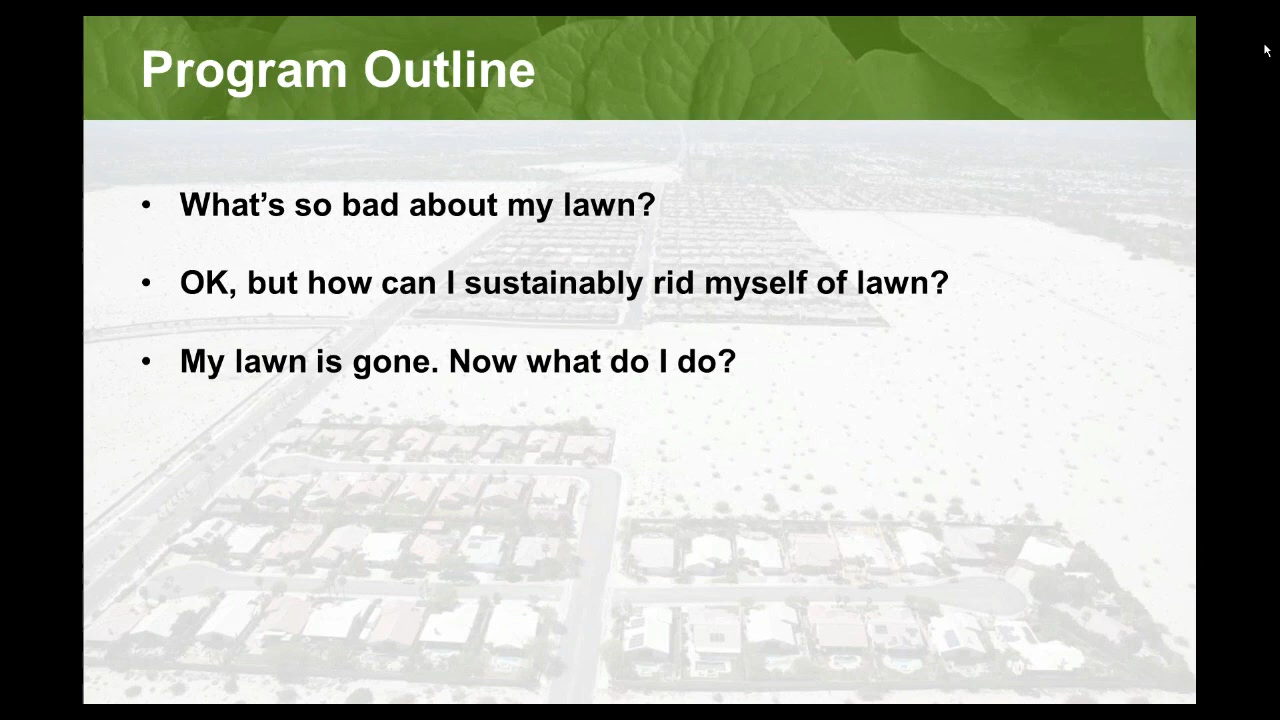 Program Outline
• What’s so bad about my lawn?
• OK, but how can I sustainably rid myself of lawn?
• My lawn is gone. Now what do I do?